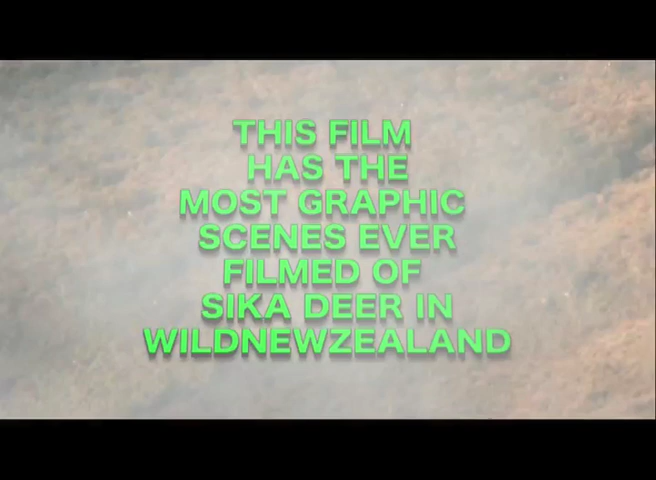 THIS FILM
HAS THE
MOST GRAPHIC
SCENES EVER
FILMED OF
SIKA DEER IN
WILDNEWZEALAND